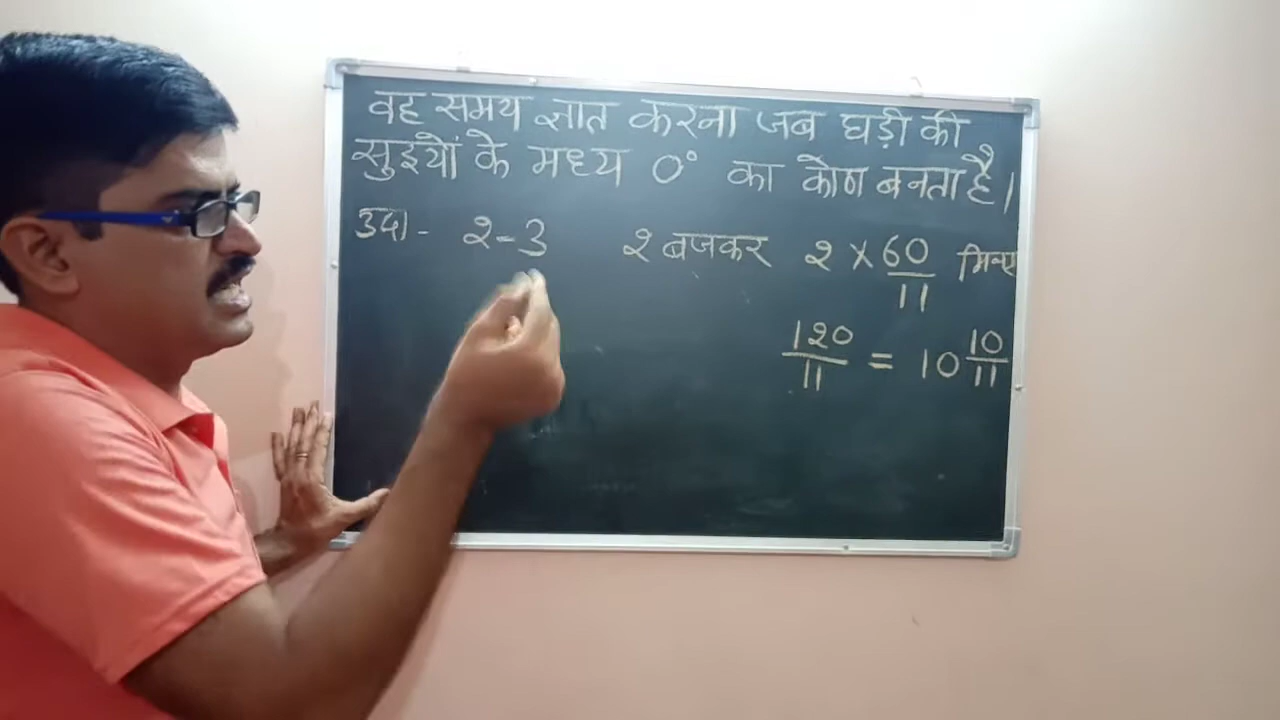 वह समय ज्ञात करना जब घड़ी की
सुइयों के मध्य 0° का कोण बनता है।
उदा- 2-3 2 बजकर 2 × 60/11 मिनट
120/11 = 10 10/11